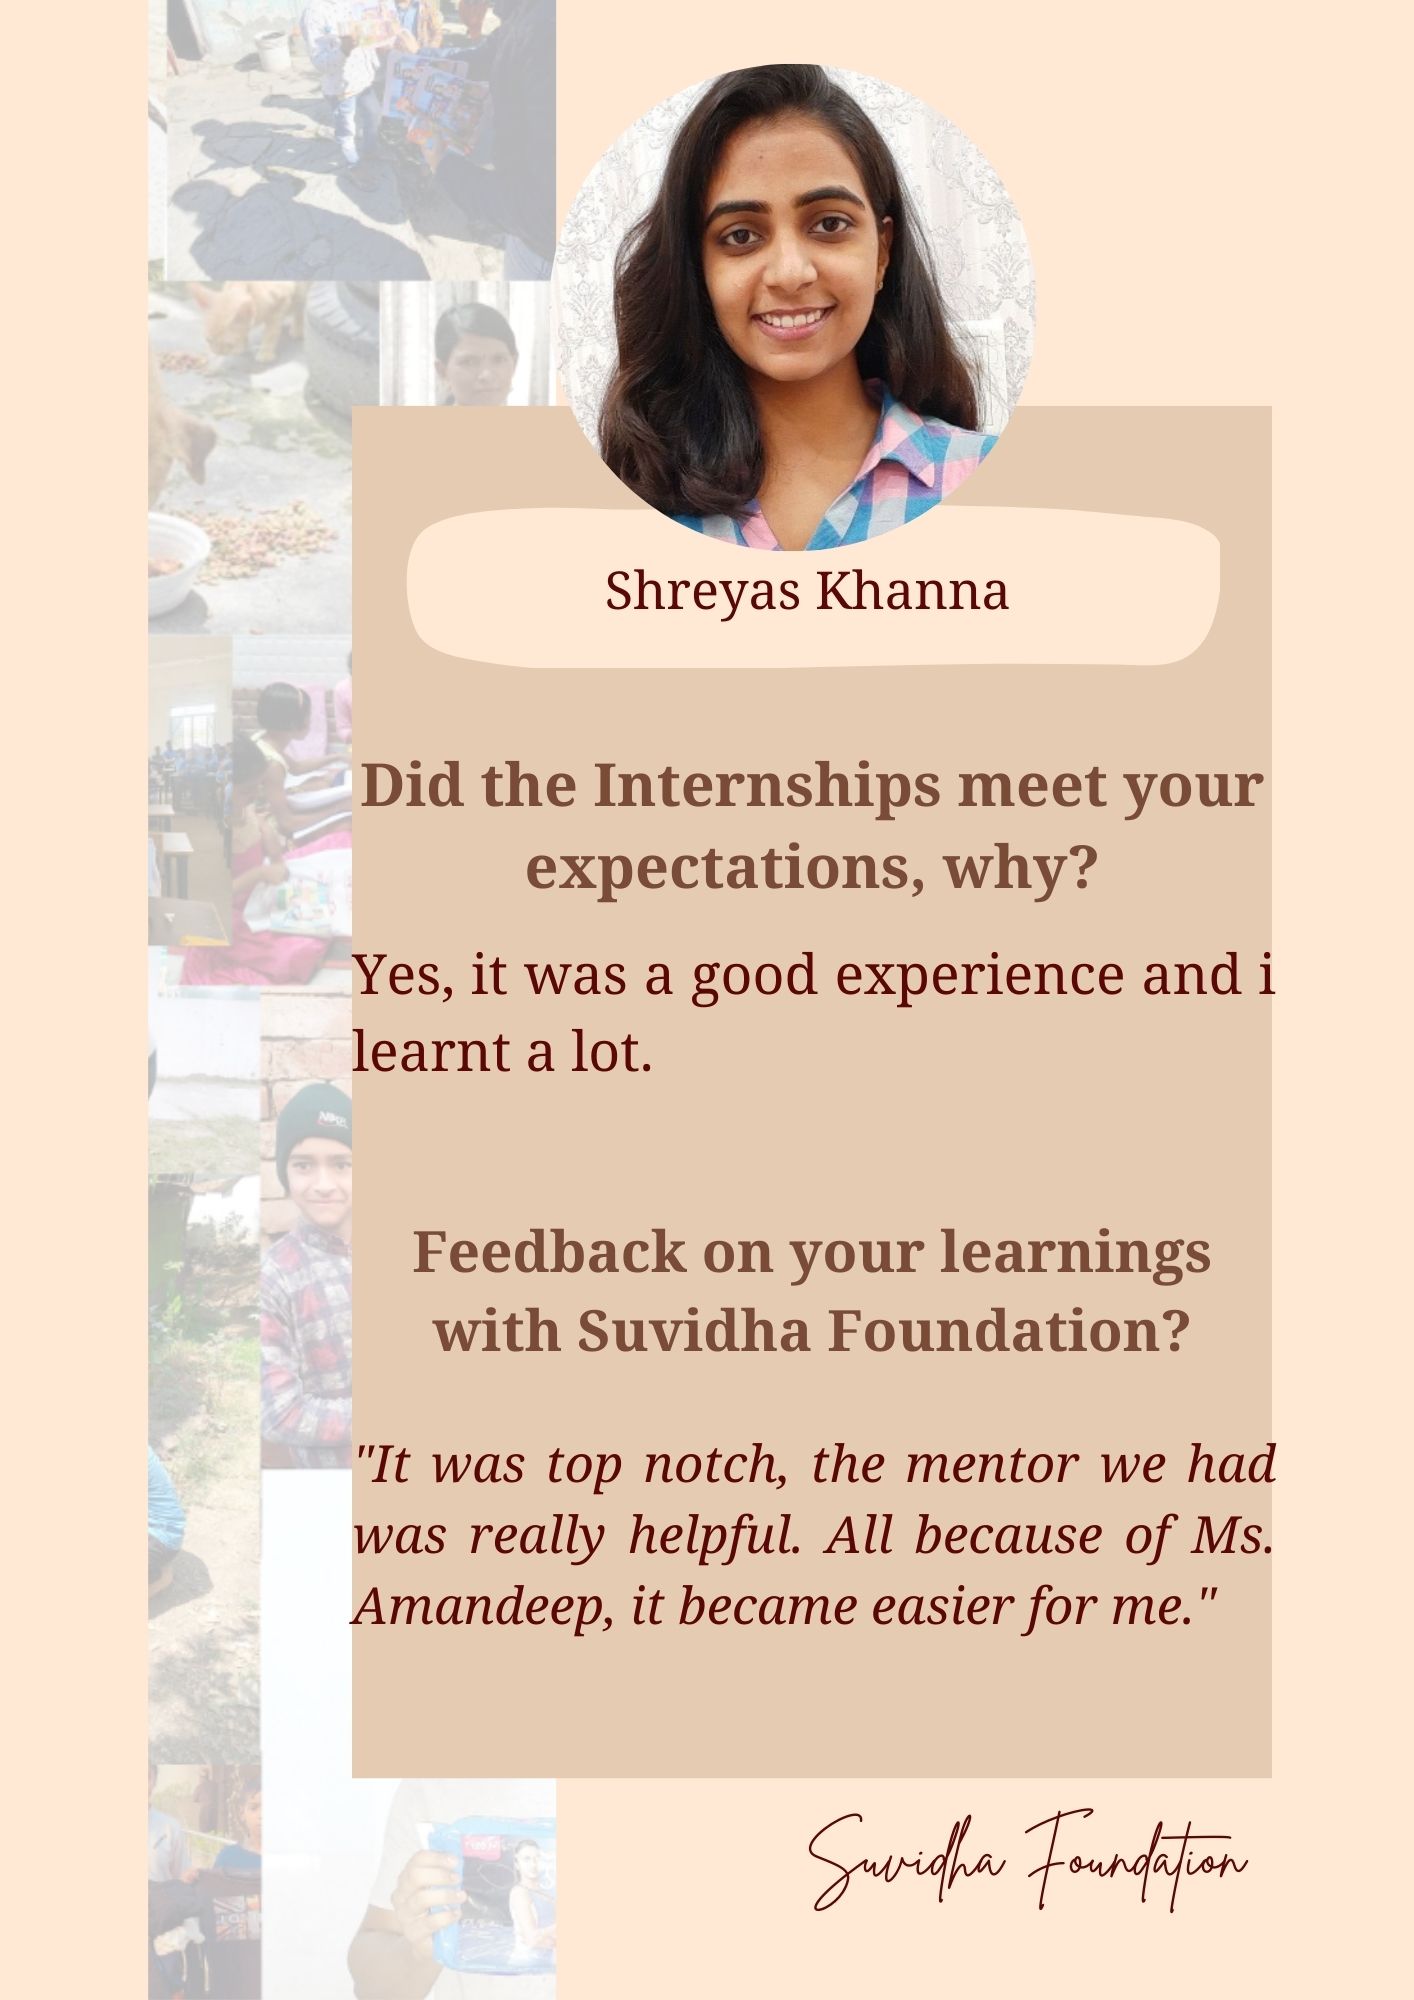 Shreyas Khanna
Did the Internships meet your
expectations, why?
Yes, it was a good experience and i
learnt a lot.
Feedback on your learnings
with Suvidha Foundation?
"It was top notch, the mentor we had
was really helpful. All because of Ms.
Amandeep, it became easier for me."
Suvidha Foundation